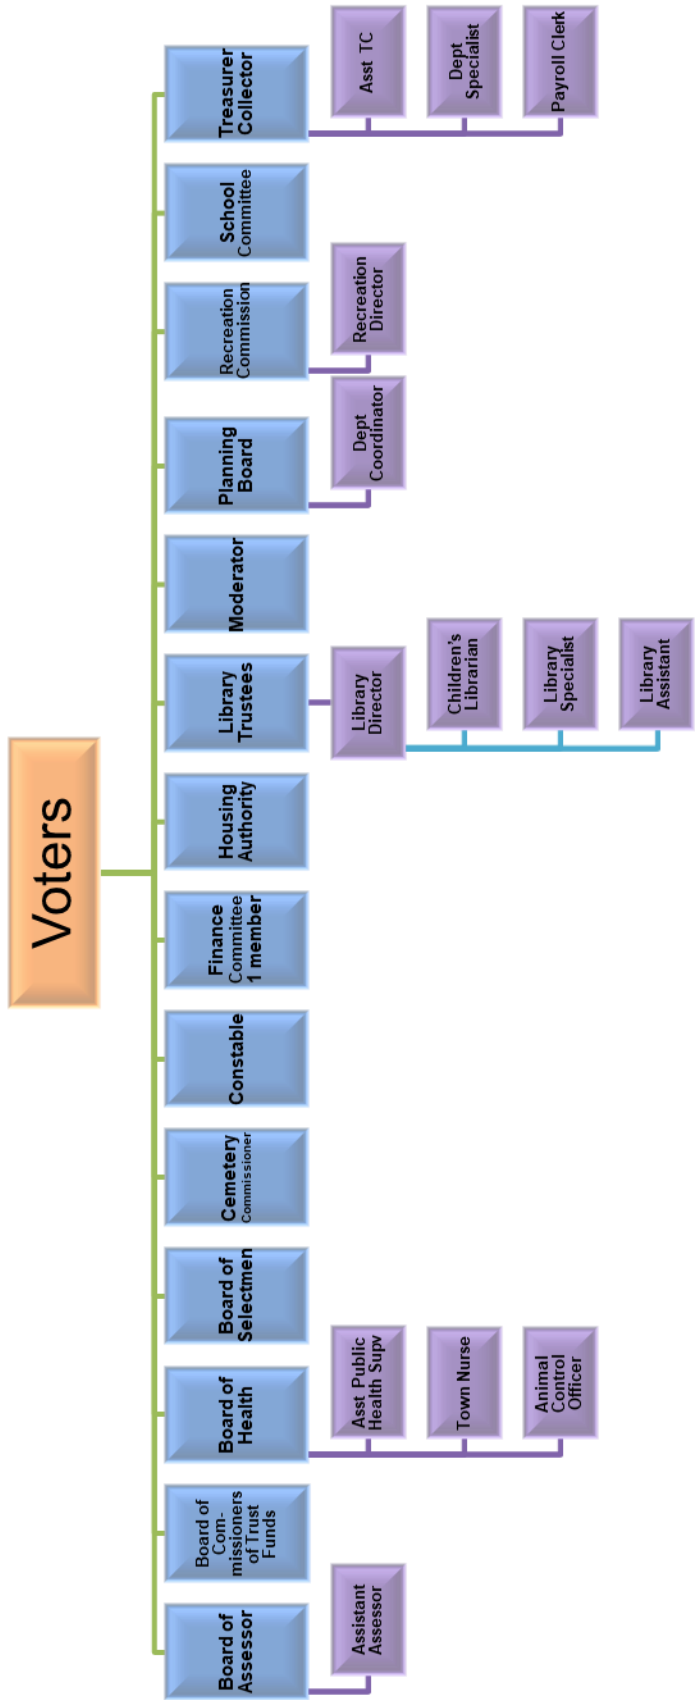 Voters
Board of
Assessor
Board of
Com-
missioners
of Trust
Funds
Board of
Health
Board of
Selectmen
Cemetery
Commissioner
Constable
Finance
Committee
1 member
Housing
Authority
Library
Trustees
Moderator
Planning
Board
Recreation
Commission
School
Committee
Treasurer
Collector
Assistant
Assessor
Asst Public
Health Supv
Town Nurse
Animal
Control
Officer
Library
Director
Children's
Librarian
Library
Specialist
Library
Assistant
Dept
Coordinator
Recreation
Director
Asst TC
Dept
Specialist
Payroll Clerk